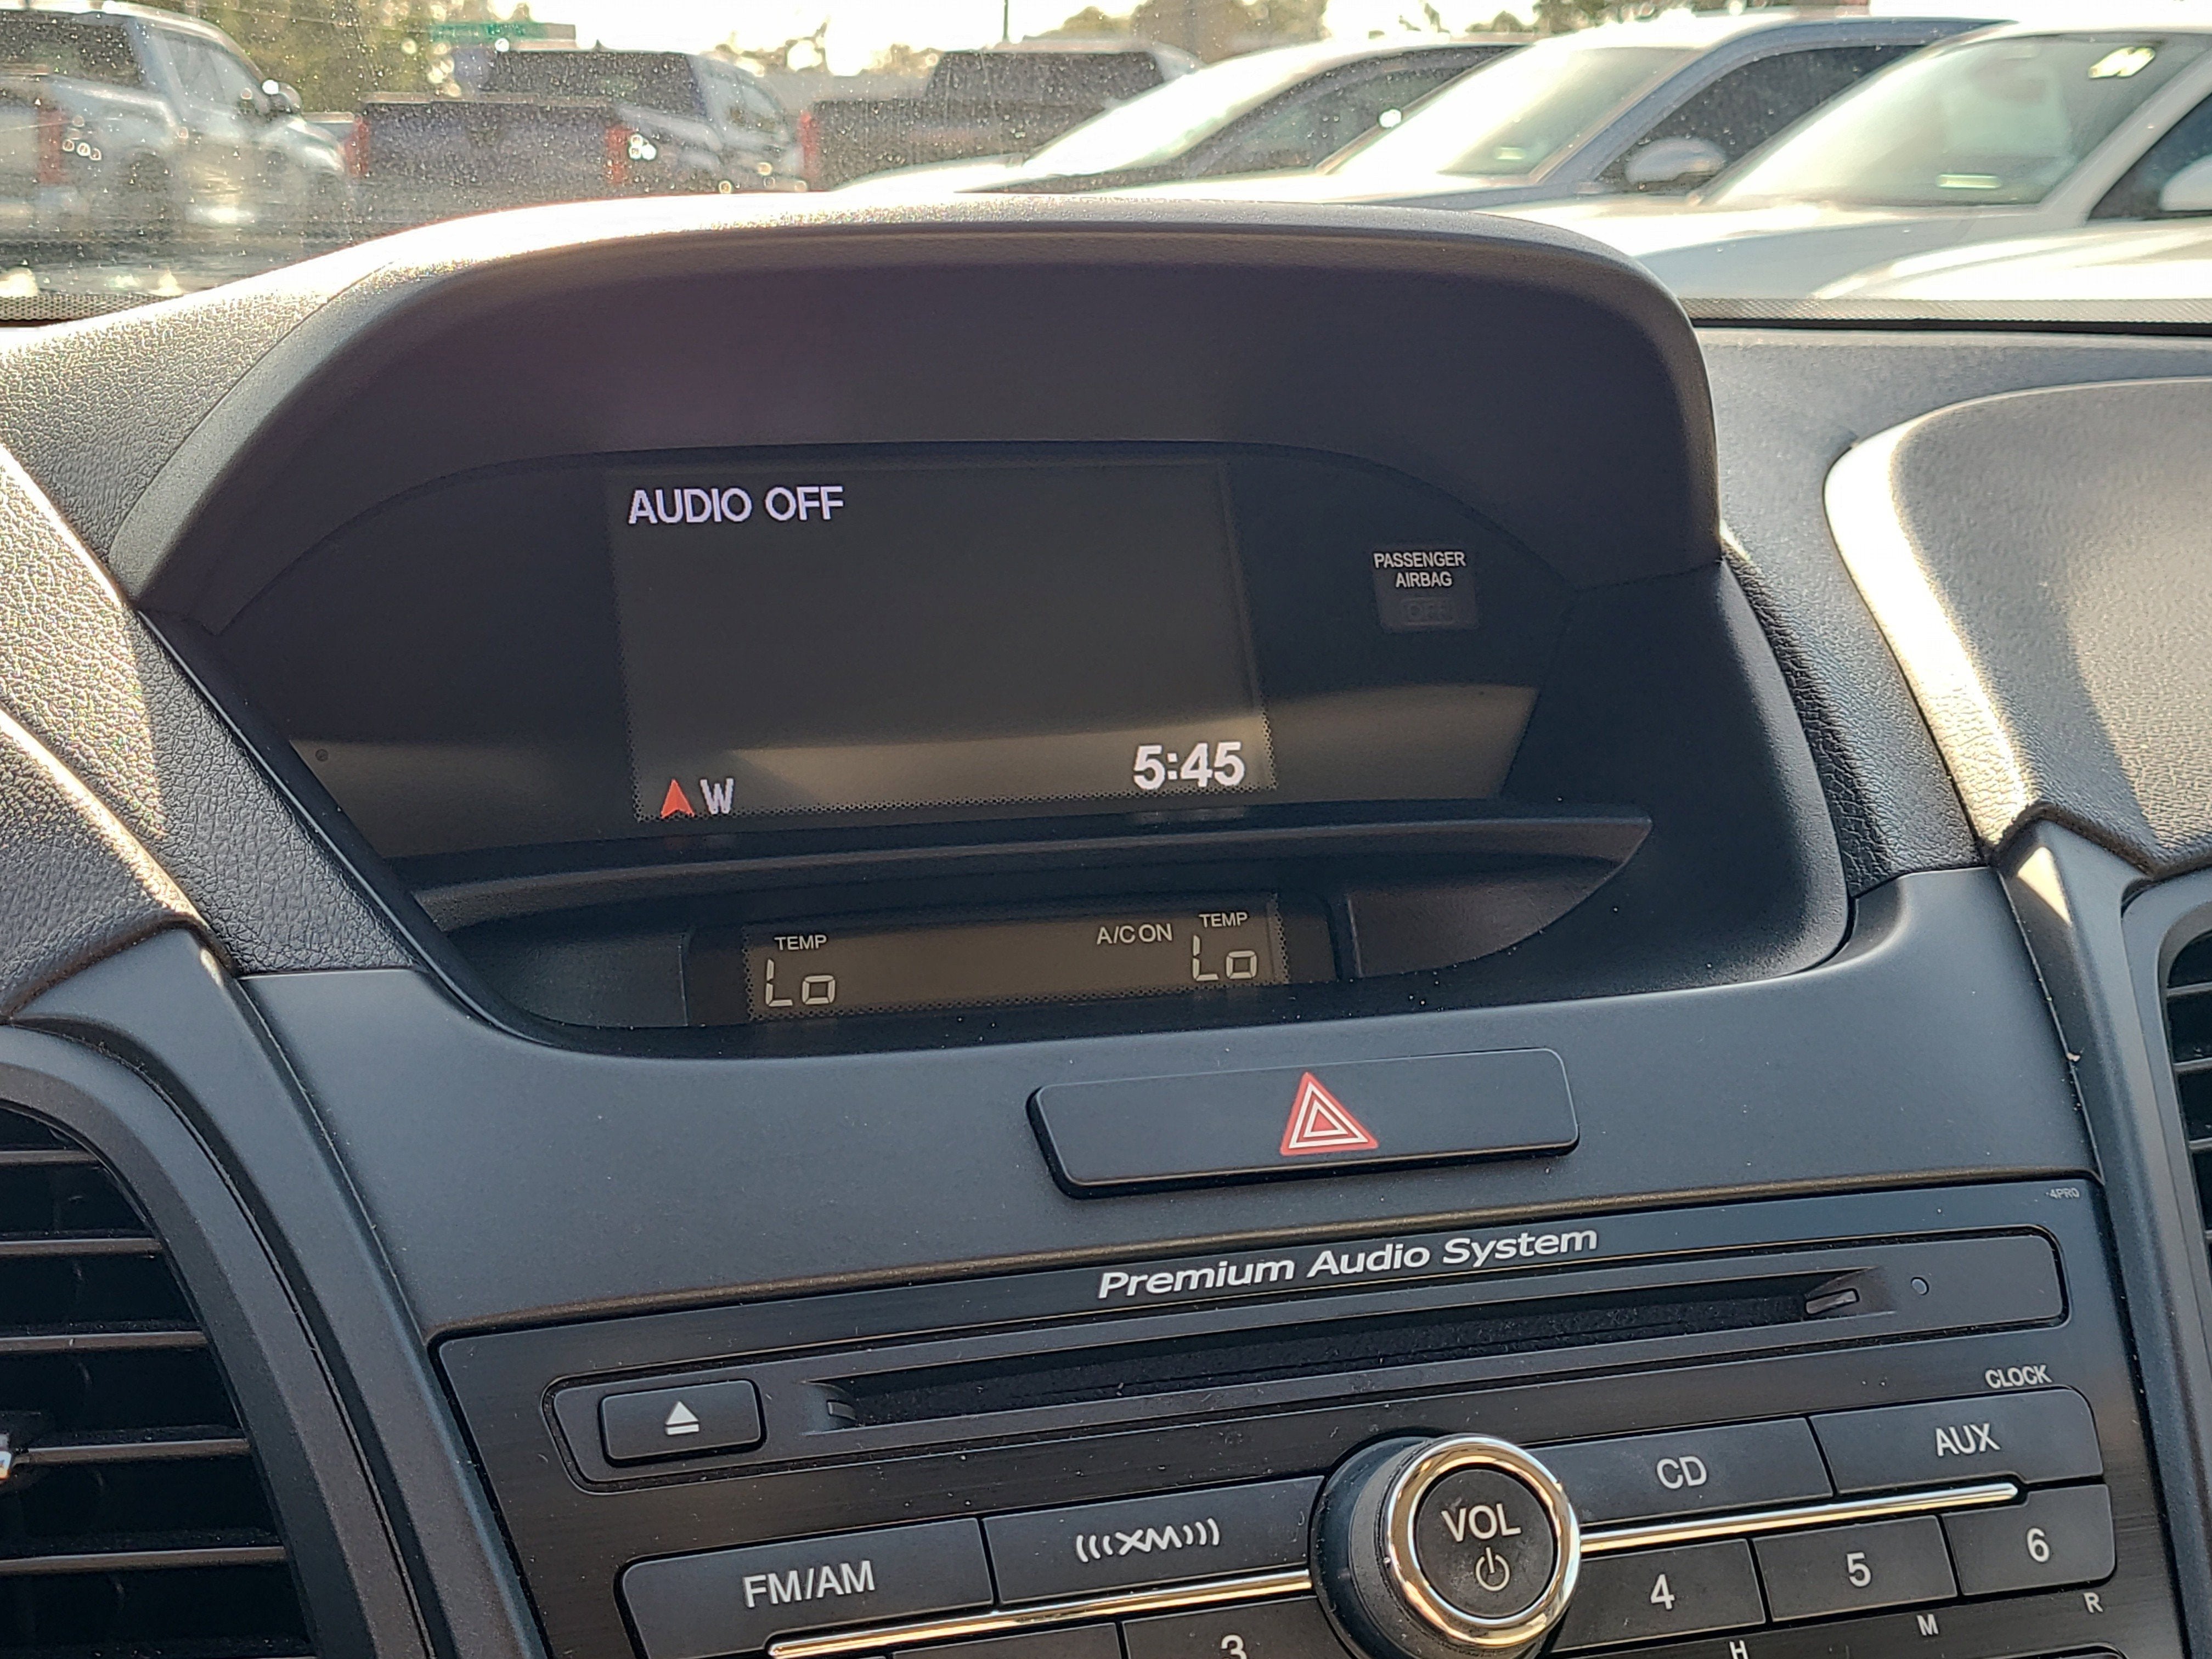 AUDIO OFF
PASSENGER
AIRBAG
OFF
W
5:45
TEMP
Lo
A/C ON
TEMP
Lo
Premium Audio System
CLOCK
FM/AM
(((XM)))
VOL
CD
AUX
3
4
5
6
H
M
R